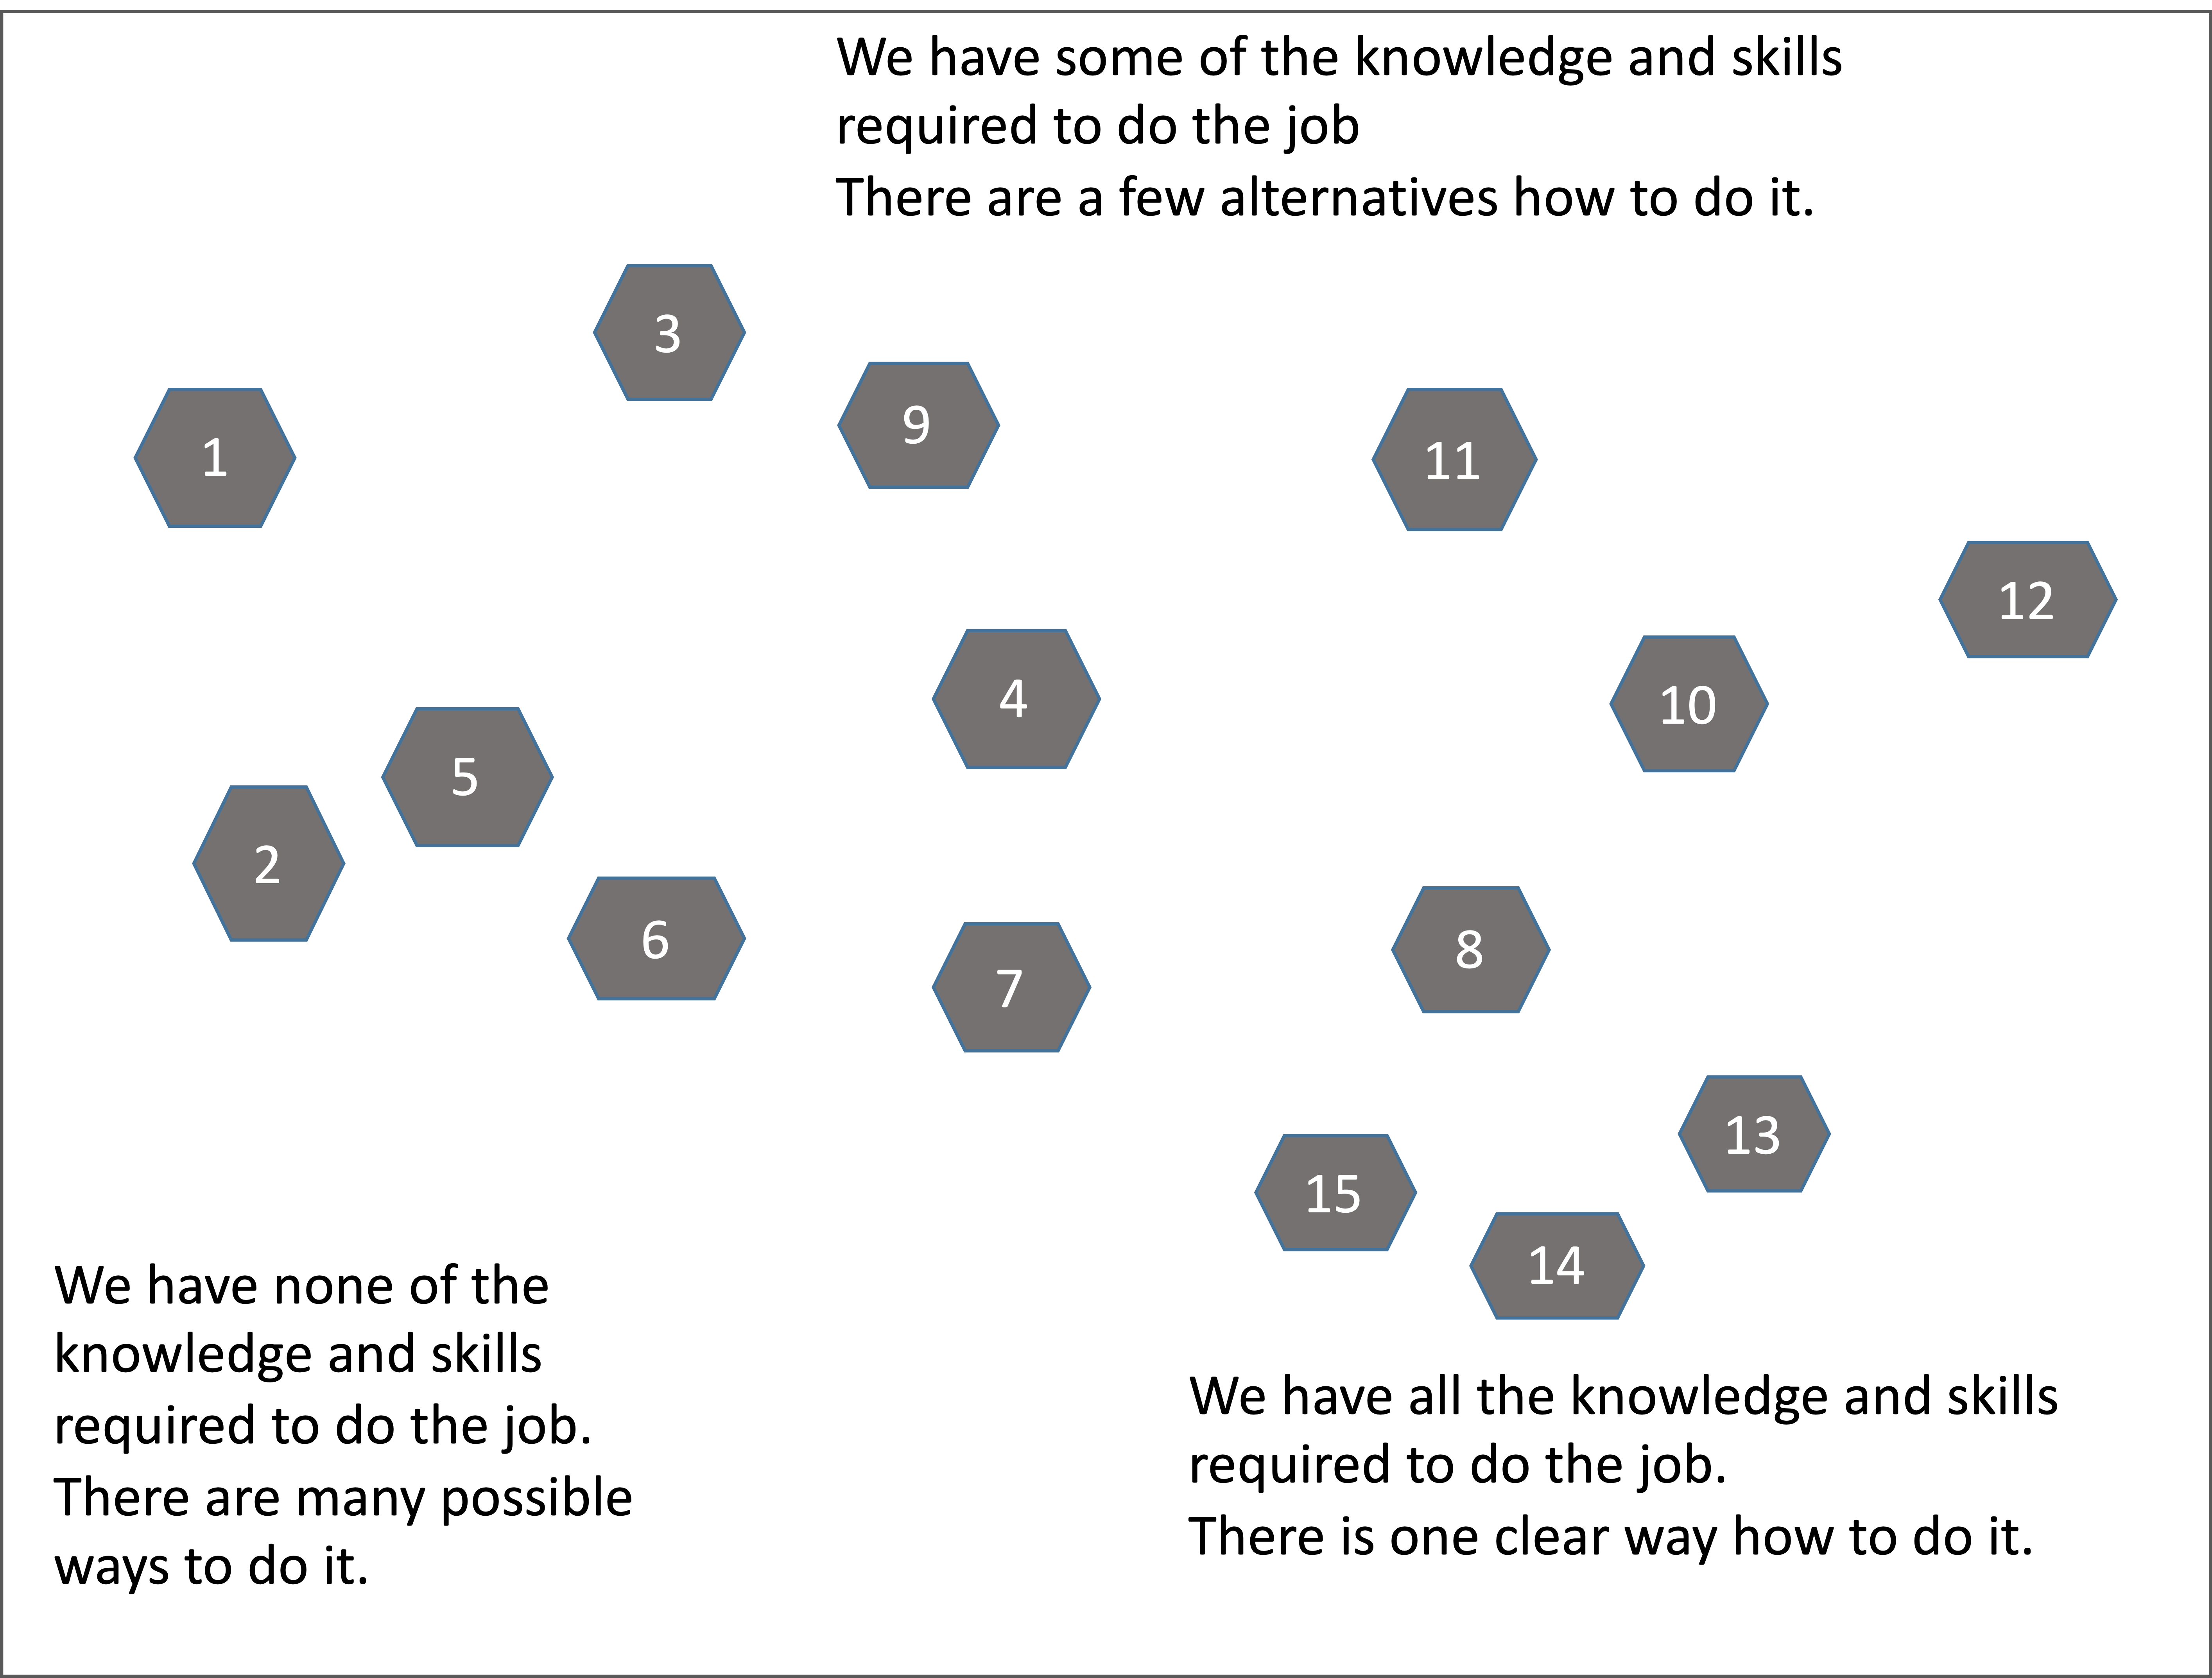 We have some of the knowledge and skills
required to do the job
There are a few alternatives how to do it.
3
9
1
11
12
4
10
5
2
6
7
8
13
15
14
We have none of the
knowledge and skills
required to do the job.
There are many possible
ways to do it.
We have all the knowledge and skills
required to do the job.
There is one clear way how to do it.